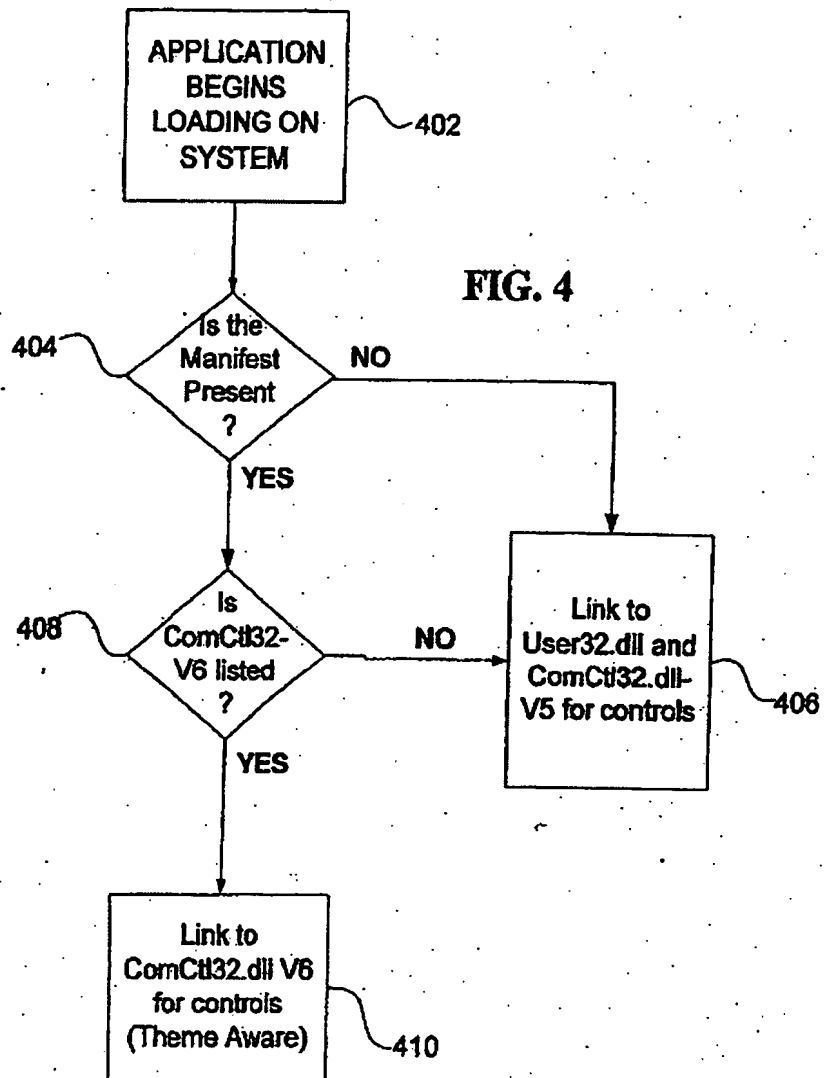 APPLICATION
BEGINS
LOADING ON
SYSTEM
402
FIG. 4
404
Is the
Manifest
Present
?
NO
YES
408
Is
ComCtl32-
V6 listed
?
NO
YES
Link to
User32.dll and
ComCtl32.dll-
V5 for controls
406
Link to
ComCtl32.dll V6
for controls
(Theme Aware)
410